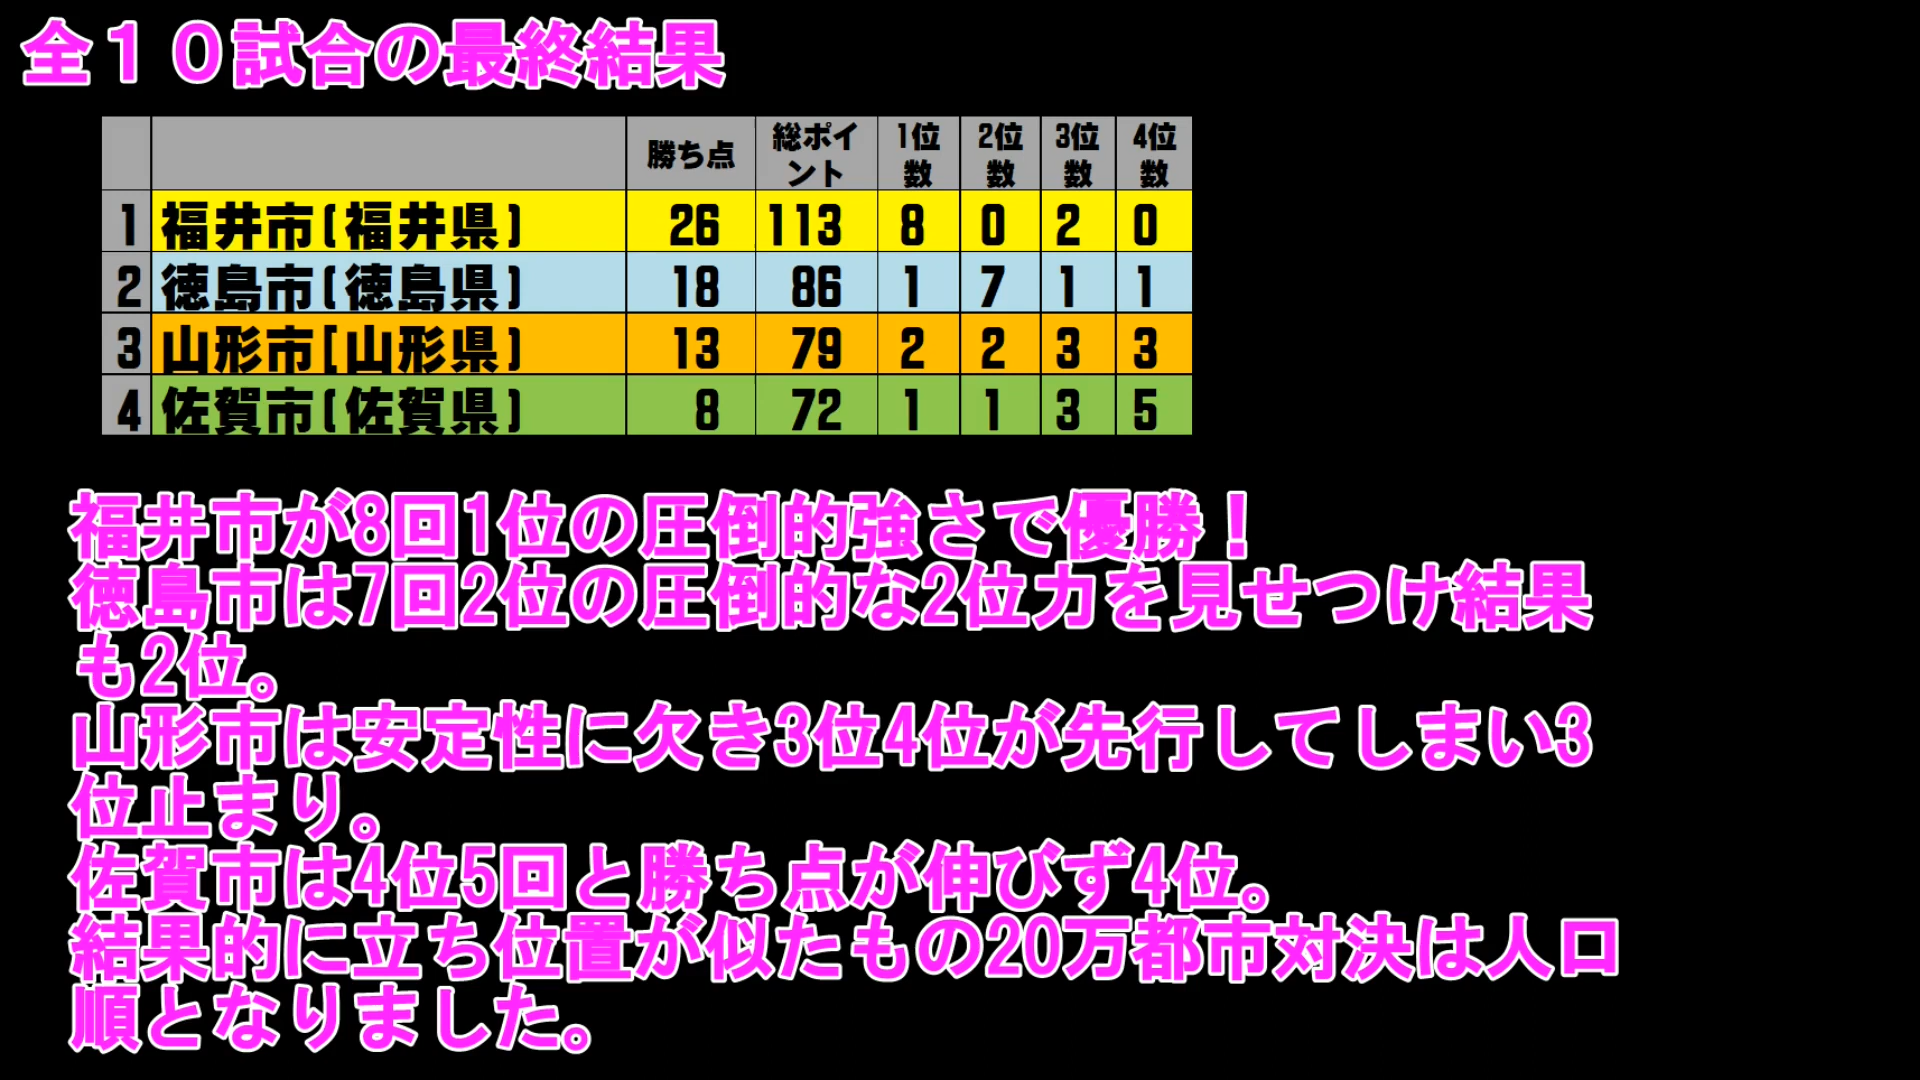 全１０試合の最終結果
勝ち点 総ポイント 1位数 2位数 3位数 4位数
1 福井市(福井県) 26 113 8 0 2 0
2 徳島市(徳島県) 18 86 1 7 1 1
3 山形市(山形県) 13 79 2 2 3 3
4 佐賀市(佐賀県) 8 72 1 1 3 5
福井市が8回1位の圧倒的強さで優勝！
徳島市は7回2位の圧倒的な2位力を見せつけ結果
も2位。
山形市は安定性に欠き3位4位が先行してしまい3
位止まり。
佐賀市は4位5回と勝ち点が伸びず4位。
結果的に立ち位置が似たもの20万都市対決は人口
順となりました。